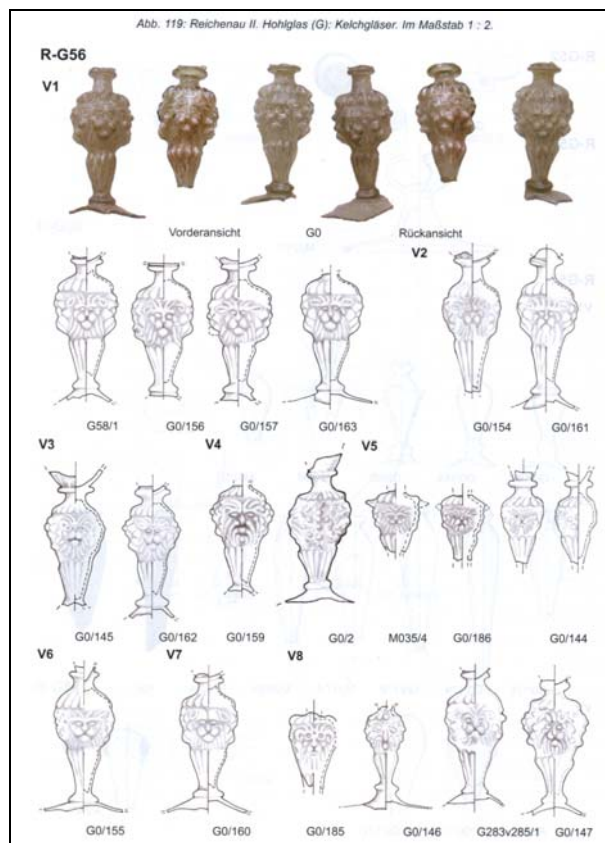 Abb. 119: Reichenau II. Hohlglas (G): Kelchgläser. Im Maßstab 1 : 2.
R-G56
V1
Vorderansicht G0 Rückansicht
V2
G58/1 G0/156 G0/157 G0/163 G0/154 G0/161
V3 V4 V5
G0/145 G0/162 G0/159 G0/2 M035/4 G0/186 G0/144
V6 V7 V8
G0/155 G0/160 G0/185 G0/146 G283v285/1 G0/147